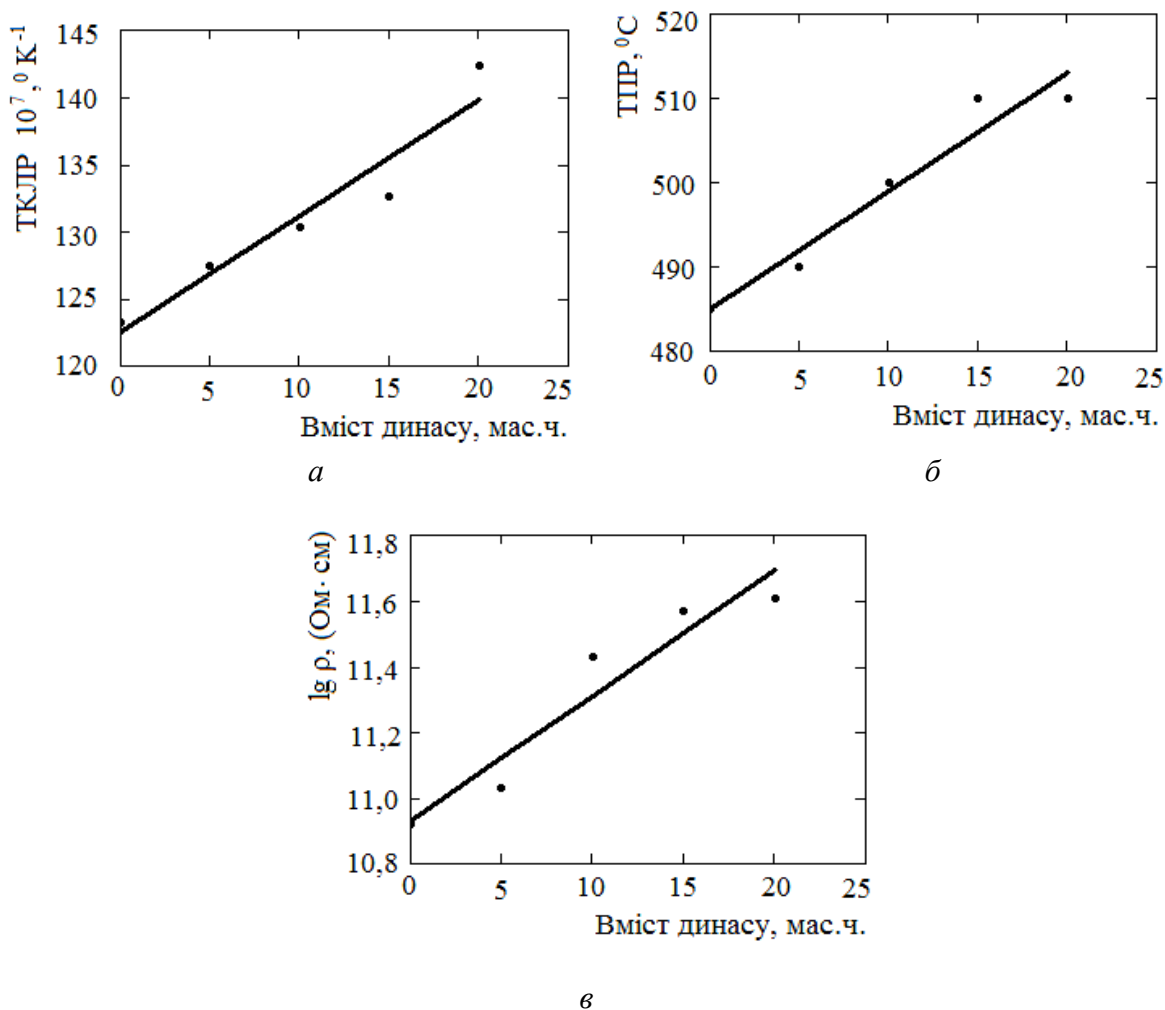 ТКЛР 10⁷,⁰К⁻¹
145
140
135
130
125
120
0 5 10 15 20 25
Вміст динасу, мас.ч.
а
ТПР,⁰С
520
510
500
490
480
0 5 10 15 20 25
Вміст динасу, мас.ч.
б
lg ρ, (Ом· см)
11,8
11,6
11,4
11,2
11,0
10,8
0 5 10 15 20 25
Вміст динасу, мас.ч.
в